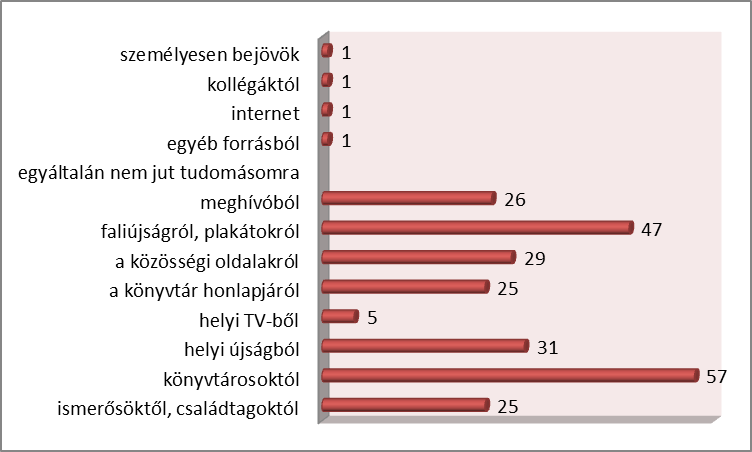 személyesen bejövök 1
kollégáktól 1
internet 1
egyéb forrásból 1
egyáltalán nem jut tudomásomra
meghívóból 26
faliújságról, plakátokról 47
a közösségi oldalakról 29
a könyvtár honlapjáról 25
helyi TV-ből 5
helyi újságból 31
könyvtárosoktól 57
ismerősöktől, családtagoktól 25